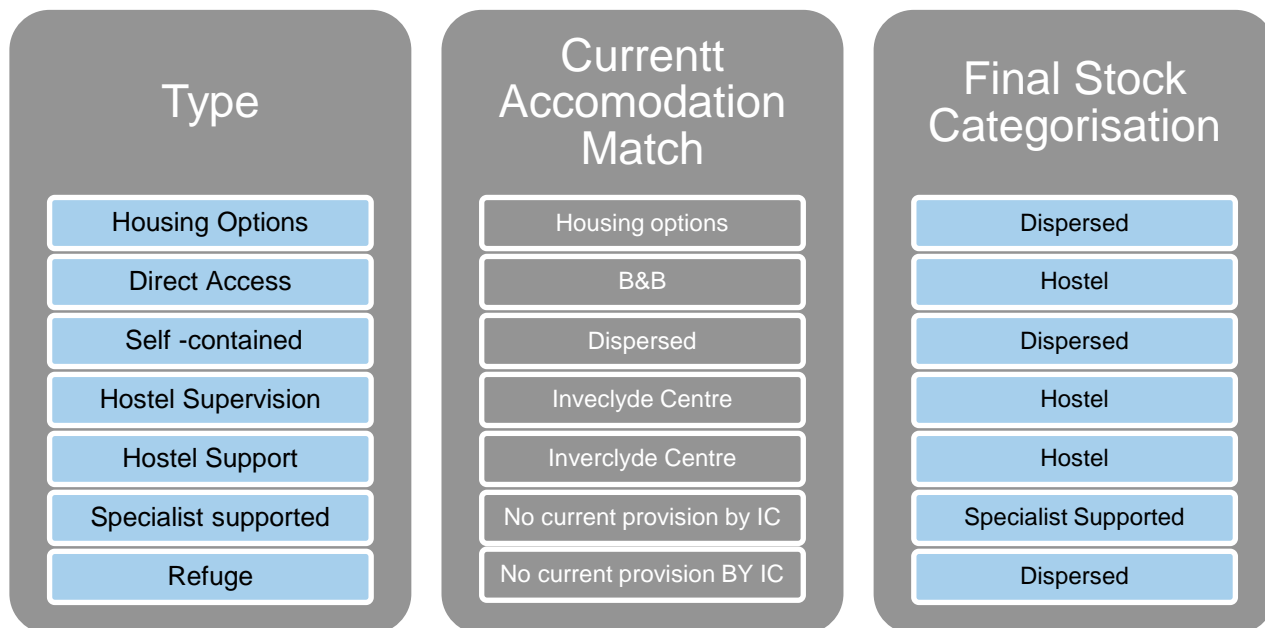 Type
Housing Options
Direct Access
Self -contained
Hostel Supervision
Hostel Support
Specialist supported
Refuge
Currentt
Accomodation
Match
Housing options
B&B
Dispersed
Inveclyde Centre
Inverclyde Centre
No current provision by IC
No current provision BY IC
Final Stock
Categorisation
Dispersed
Hostel
Dispersed
Hostel
Hostel
Specialist Supported
Dispersed